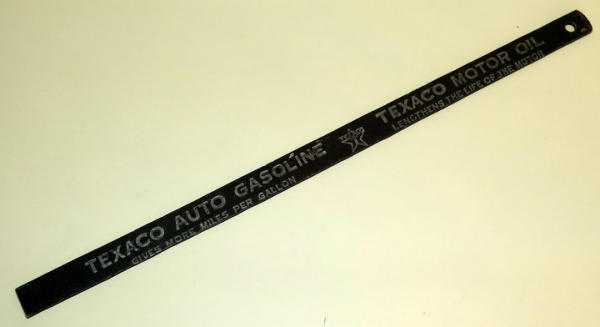 TEXACO AUTO GASOLINE
GIVES MORE MILES PER GALLON
TEXACO
T
TEXACO MOTOR OIL
LENGTHENS THE LIFE OF THE MOTOR